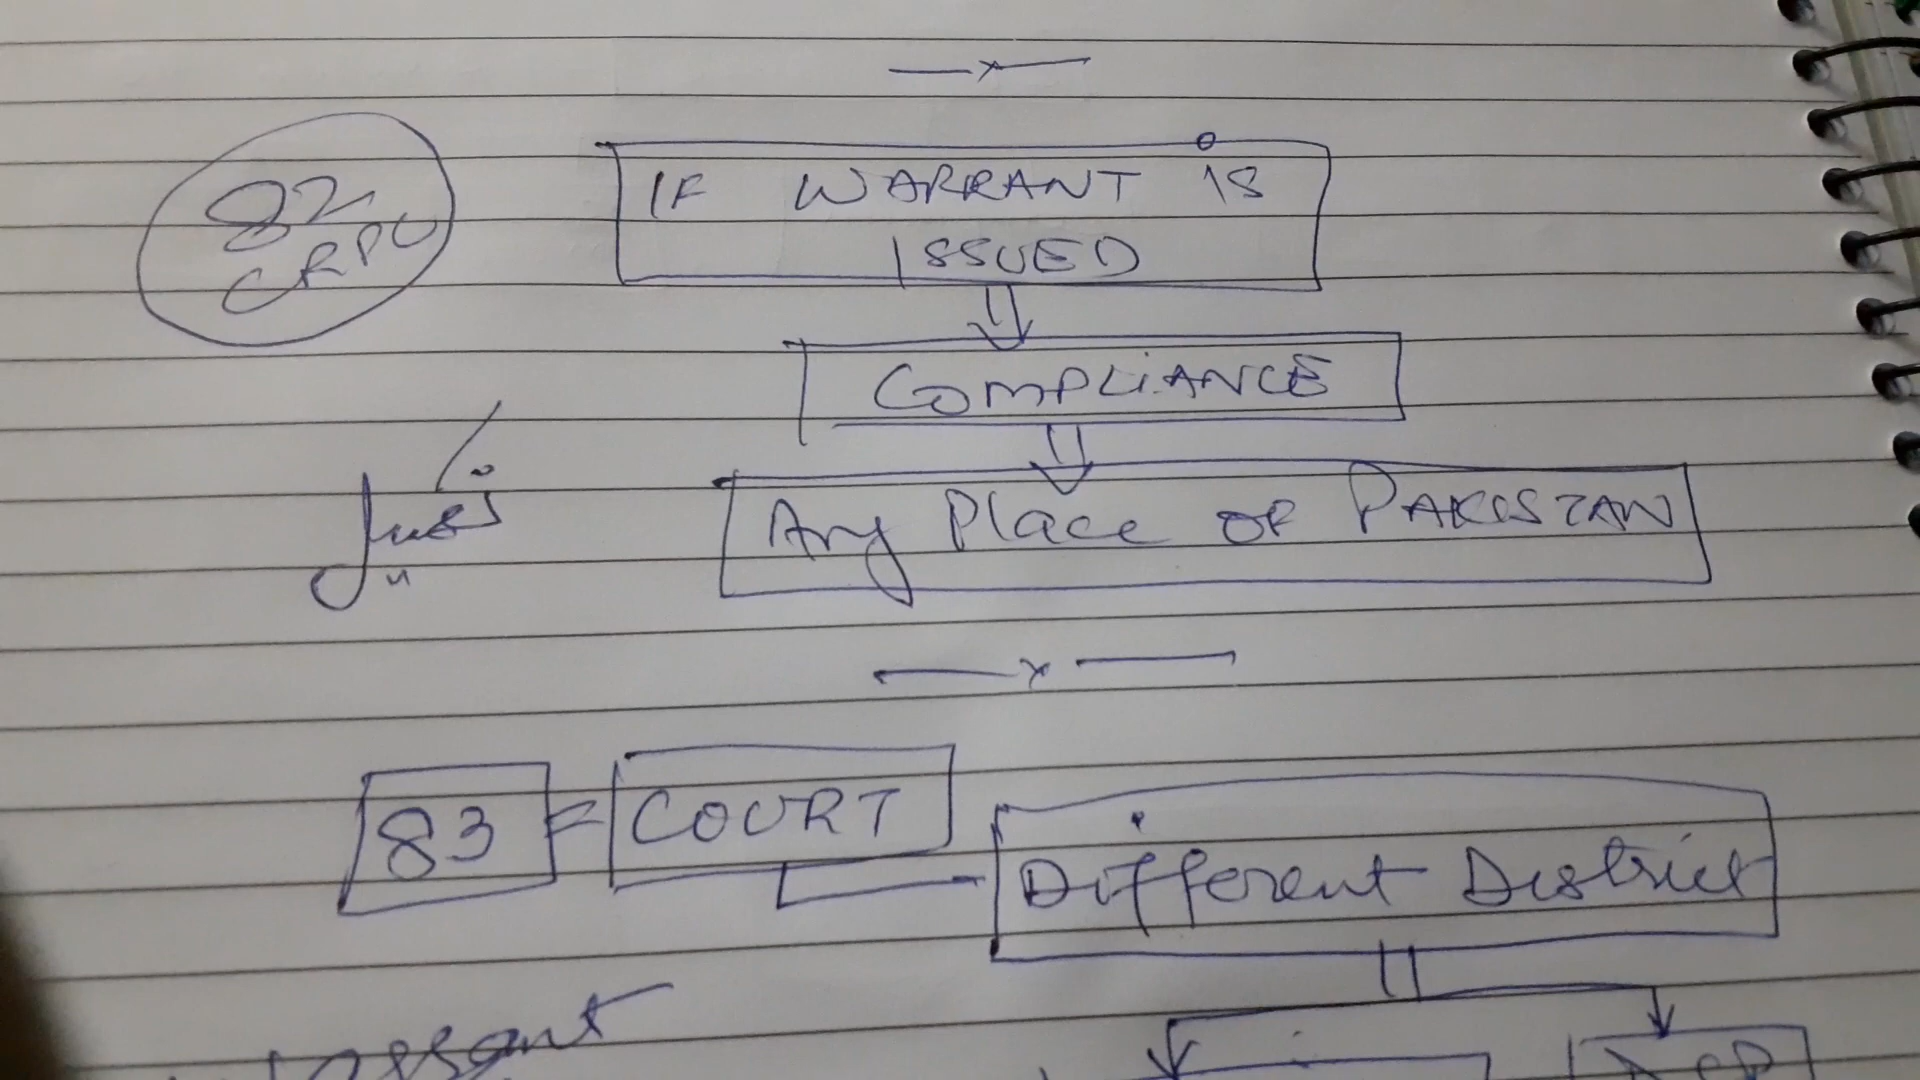 82
CRPC
IF WARRANT IS
ISSUED
COMPLIANCE
Any Place OF PAKISTAN
83 = COURT
Different District